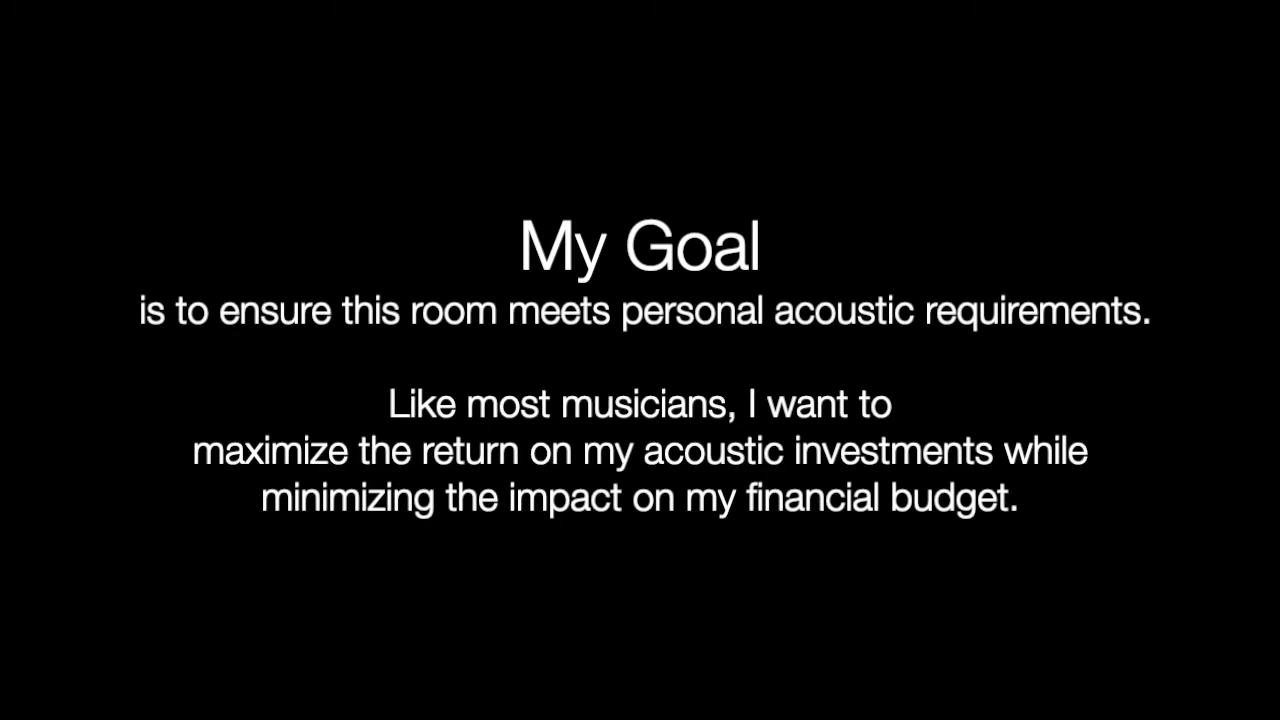 My Goal
is to ensure this room meets personal acoustic requirements.
Like most musicians, I want to
maximize the return on my acoustic investments while
minimizing the impact on my financial budget.